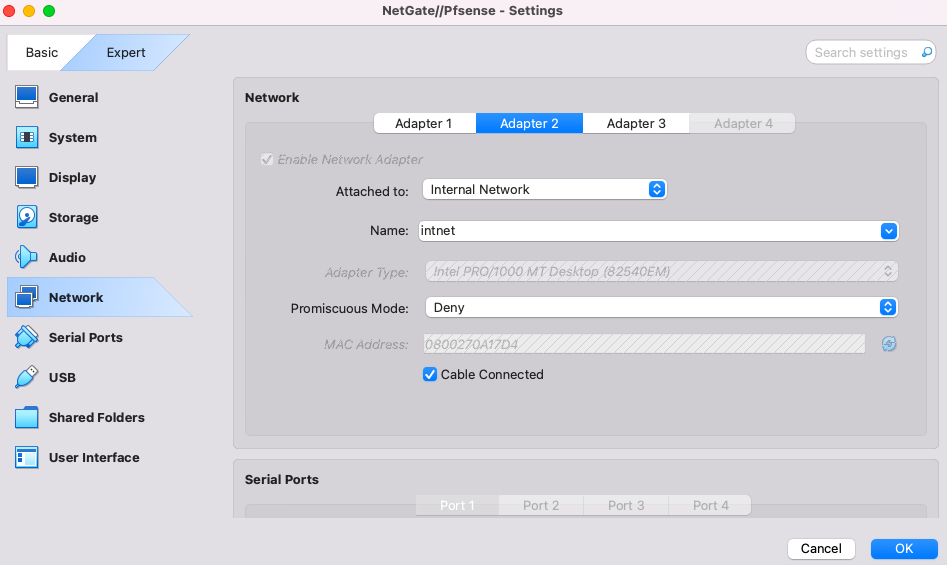 NetGate//Pfsense - Settings
Basic
Expert
Search settings
General
System
Display
Storage
Audio
Network
Serial Ports
USB
Shared Folders
User Interface
Network
Adapter 1
Adapter 2
Adapter 3
Adapter 4
Enable Network Adapter
Attached to: Internal Network
Name: intnet
Adapter Type: Intel PRO/1000 MT Desktop (82540EM)
Promiscuous Mode: Deny
MAC Address: 0800270A17D4
Cable Connected
Serial Ports
Port 1
Port 2
Port 3
Port 4
Cancel
OK